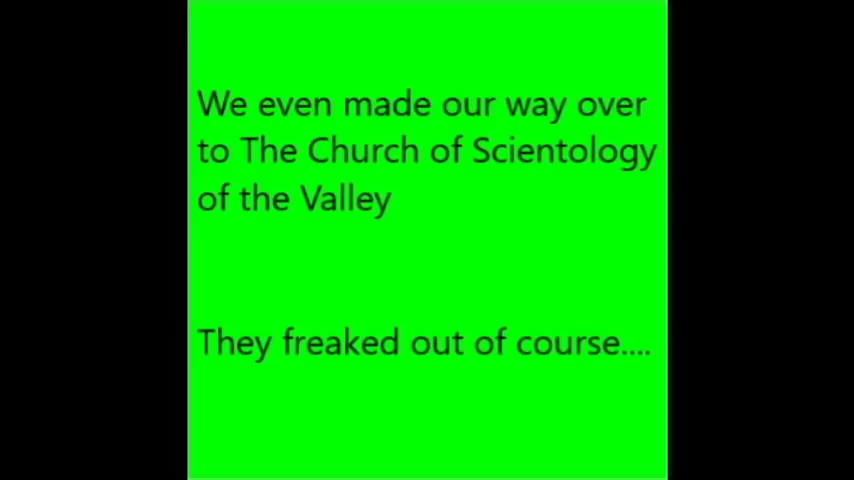 We even made our way over
to The Church of Scientology
of the Valley
They freaked out of course....